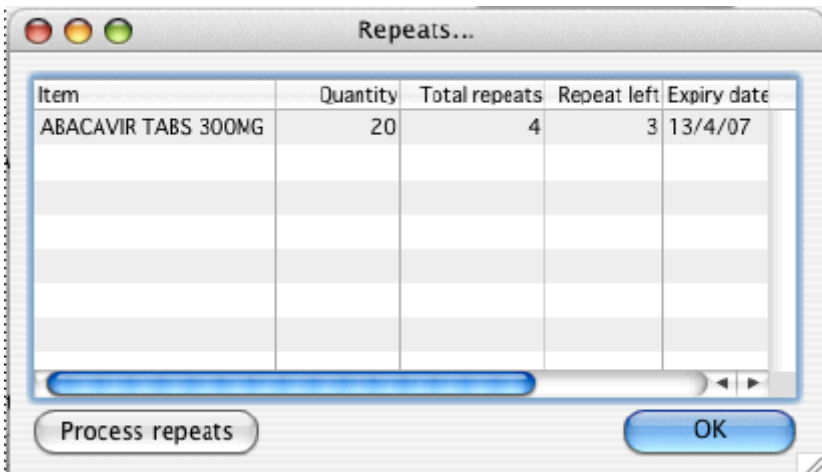 Repeats...
Item Quantity Total repeats Repeat left Expiry date
ABACAVIR TABS 300MG 20 4 3 13/4/07
Process repeats OK